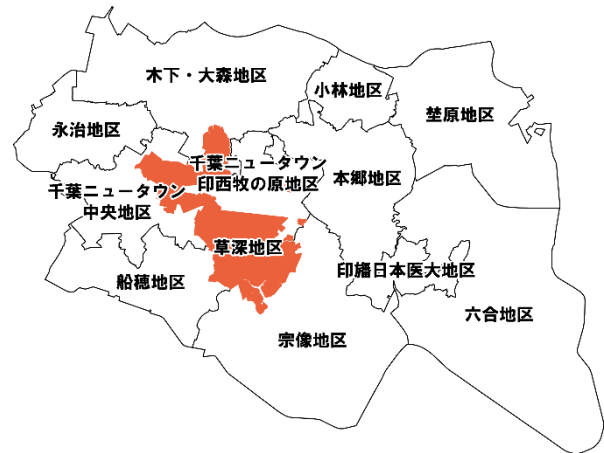 木下・大森地区
小林地区
埜原地区
永治地区
千葉ニュータウン
印西牧の原地区
本郷地区
千葉ニュータウン
中央地区
草深地区
印旛日本医大地区
船穂地区
六合地区
宗像地区